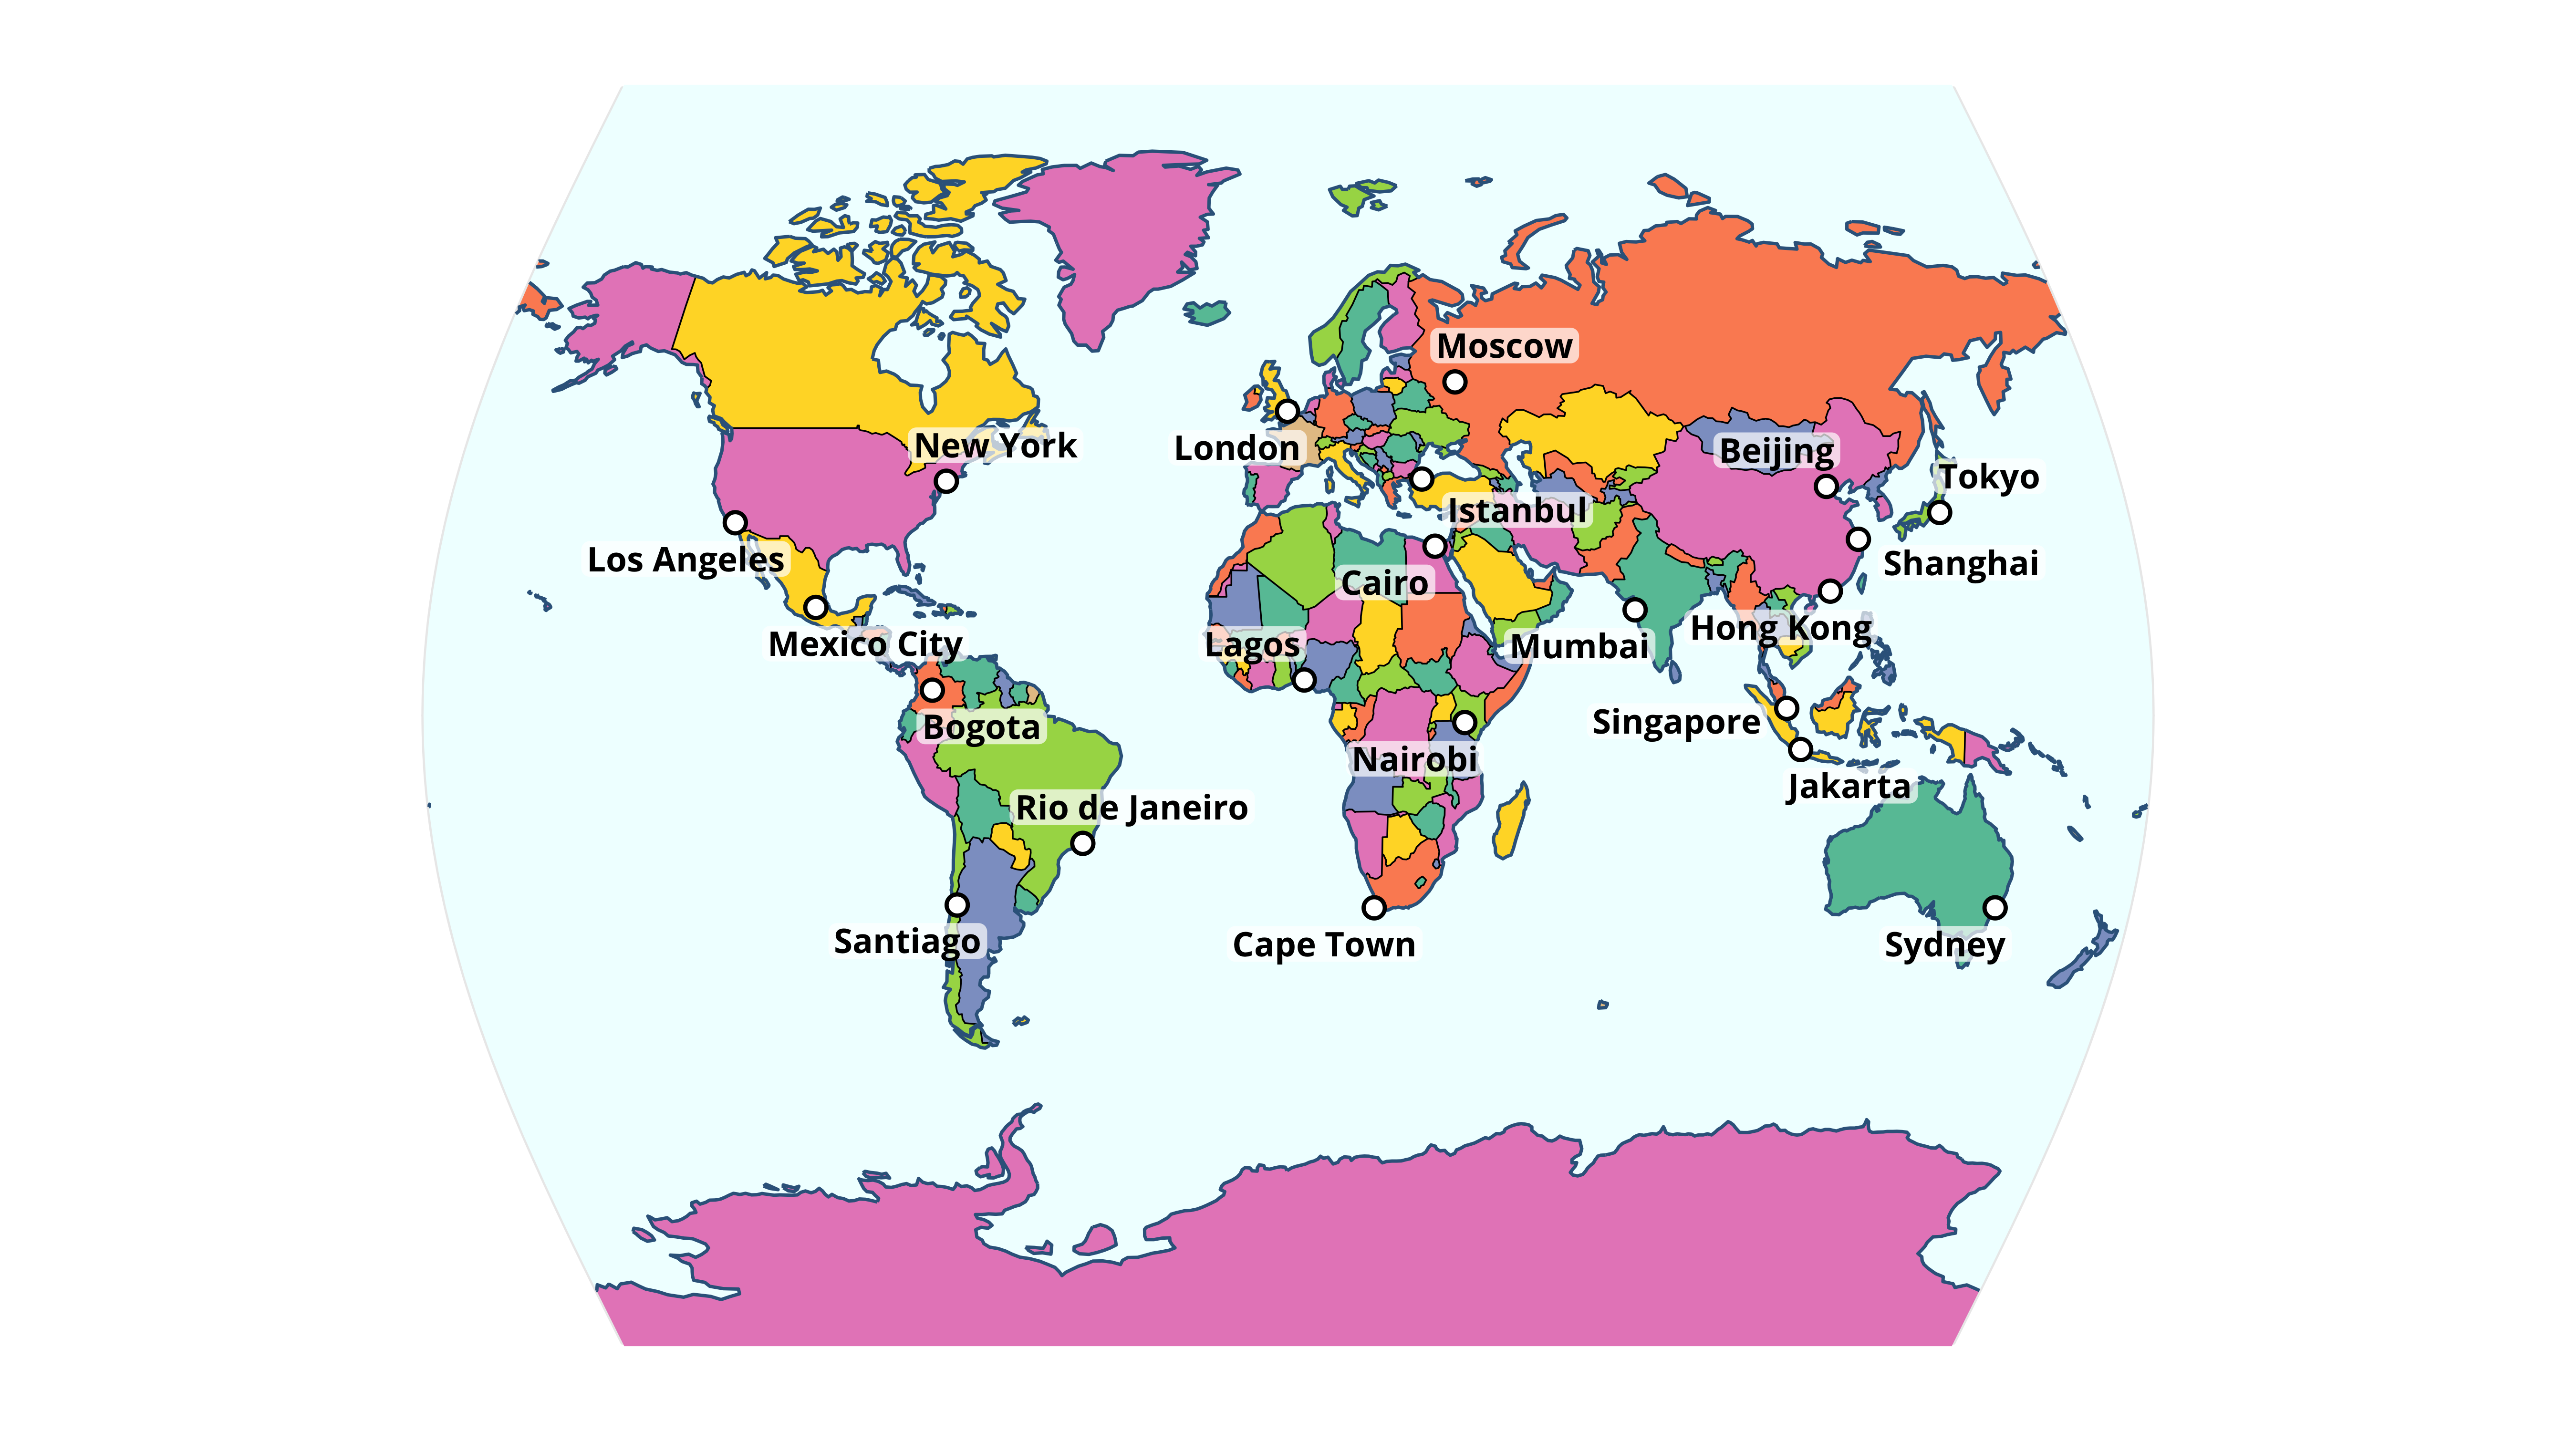 Moscow
New York
London
Beijing
Tokyo
Istanbul
Los Angeles
Cairo
Shanghai
Mexico City
Lagos
Mumbai
Hong Kong
Bogota
Singapore
Nairobi
Jakarta
Rio de Janeiro
Santiago
Cape Town
Sydney